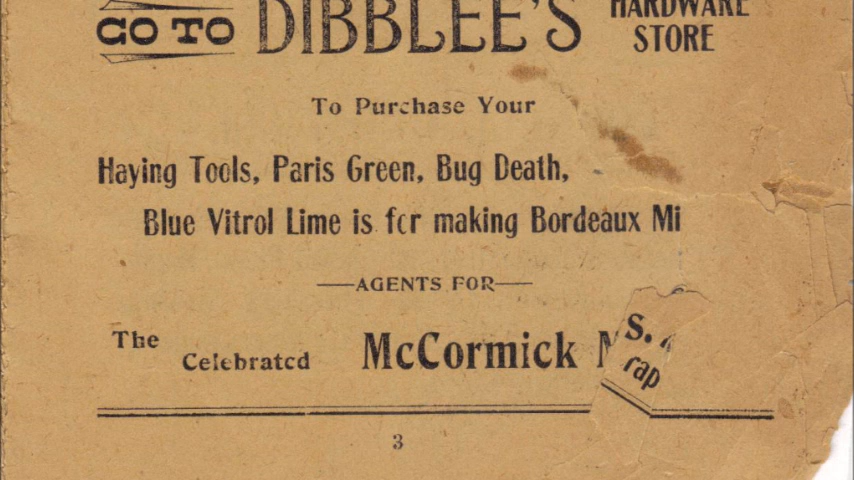 GO TO DIBBLEE'S HARDWARE STORE
To Purchase Your
Haying Tools, Paris Green, Bug Death,
Blue Vitrol Lime is for making Bordeaux Mi
—AGENTS FOR—
The Celebrated McCormick
S.
rap
3